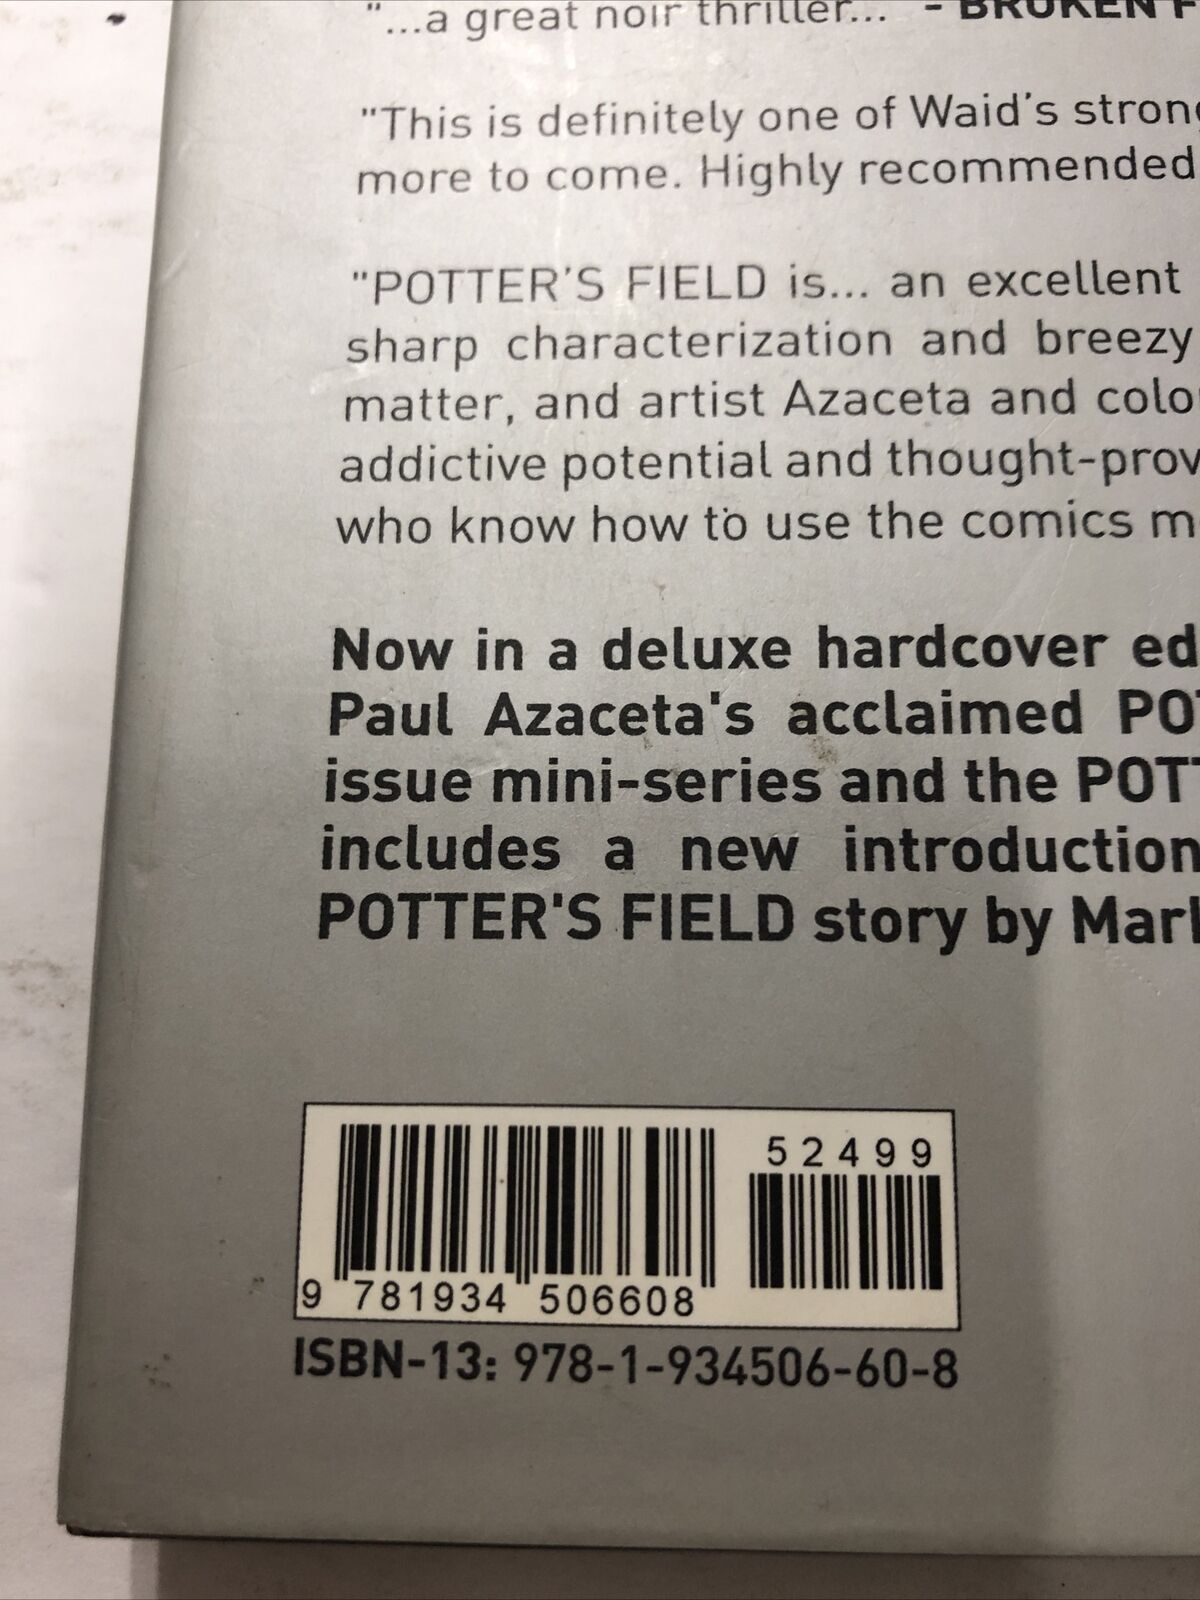 "...a great noir thriller... - BROKEN
"This is definitely one of Waid's
more to come. Highly recommended
"POTTER'S FIELD is... an excellent
sharp characterization and breezy
matter, and artist Azaceta and
addictive potential and
who know how to use the comics
Now in a deluxe hardcover
Paul Azaceta's acclaimed
issue mini-series and the
includes a new introduction
POTTER'S FIELD story by
52499
9 781934 506608
ISBN-13: 978-1-934506-60-8